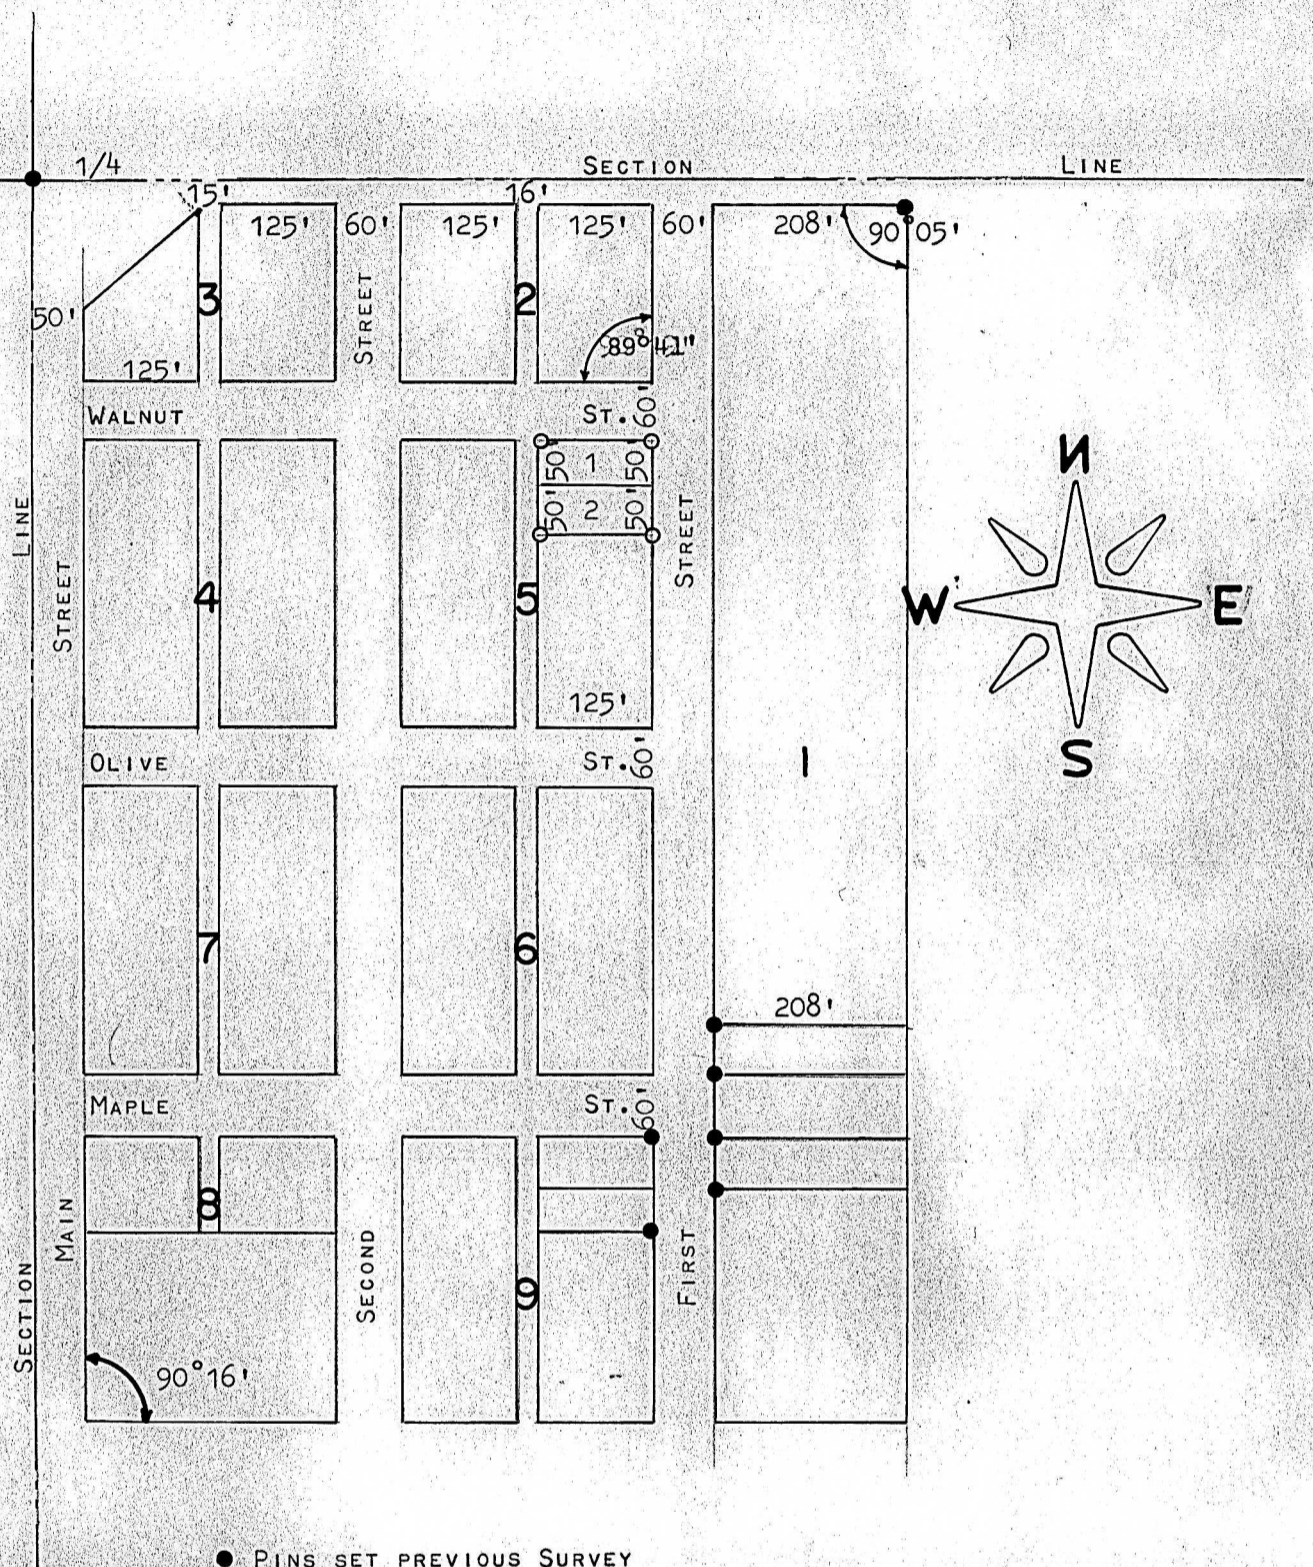 1/4 SECTION LINE
15' 16'
125' 60' 125' 125' 60' 208' 90°05'
3 STREET 2
50'
89°41"
125'
WALNUT ST. 60'
50' 1 50'
50' 2 50'
N
W E
S
LINE
STREET
STREET
4 5
125'
OLIVE ST. 60'
1
7 6
208'
MAPLE ST. 60'
8
MAIN
SECOND
FIRST
9
SECTION
90°16'
PINS SET PREVIOUS SURVEY